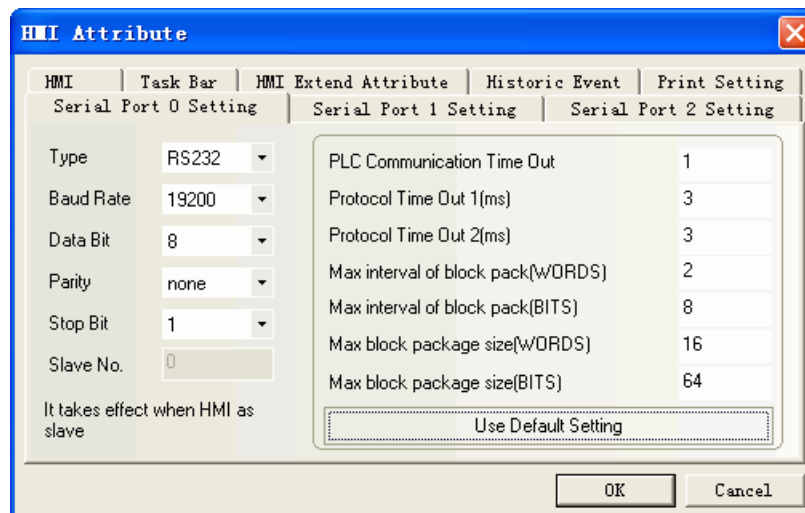 HMI Attribute
HMI
Task Bar
HMI Extend Attribute
Historic Event
Print Setting
Serial Port 0 Setting
Serial Port 1 Setting
Serial Port 2 Setting
Type RS232
Baud Rate 19200
Data Bit 8
Parity none
Stop Bit 1
Slave No. 0
It takes effect when HMI as
slave
PLC Communication Time Out 1
Protocol Time Out 1(ms) 3
Protocol Time Out 2(ms) 3
Max interval of block pack(WORDS) 2
Max interval of block pack(BITS) 8
Max block package size(WORDS) 16
Max block package size(BITS) 64
Use Default Setting
OK
Cancel